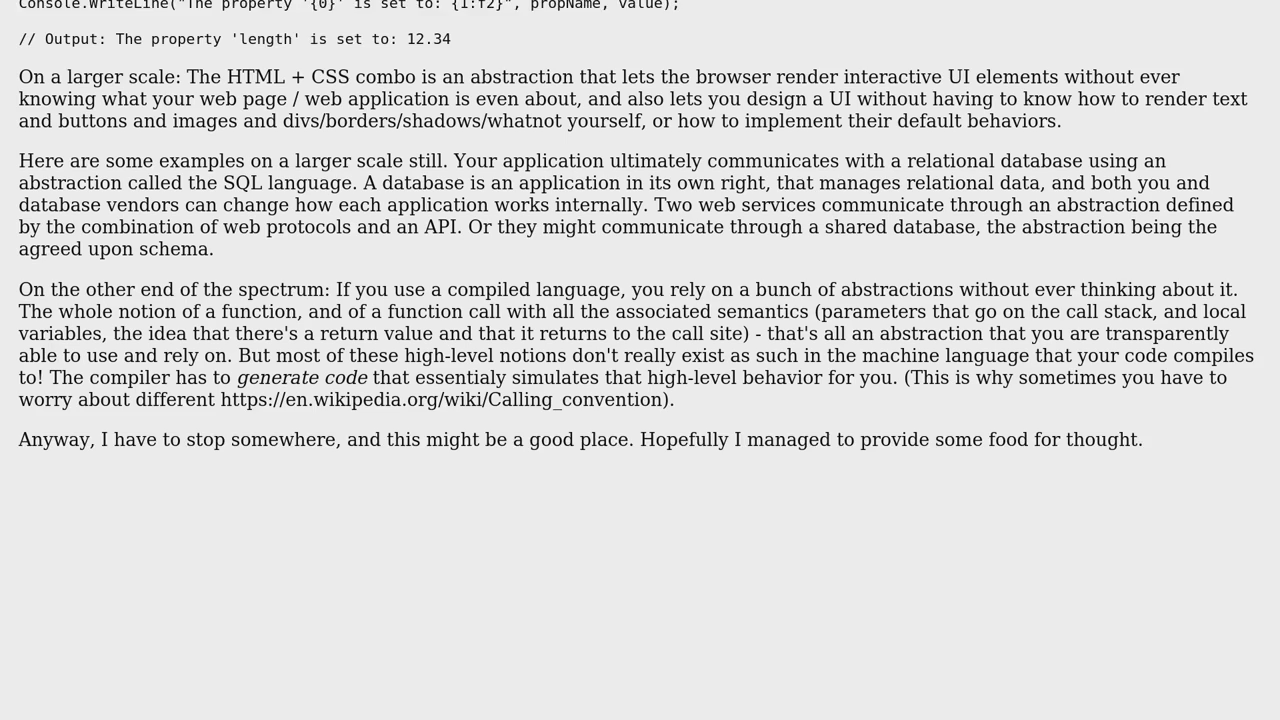 Console.WriteLine("The property '{0}' is set to: {1:f2}", propName, value);
// Output: The property 'length' is set to: 12.34
On a larger scale: The HTML + CSS combo is an abstraction that lets the browser render interactive UI elements without ever
knowing what your web page / web application is even about, and also lets you design a UI without having to know how to render text
and buttons and images and divs/borders/shadows/whatnot yourself, or how to implement their default behaviors.
Here are some examples on a larger scale still. Your application ultimately communicates with a relational database using an
abstraction called the SQL language. A database is an application in its own right, that manages relational data, and both you and
database vendors can change how each application works internally. Two web services communicate through an abstraction defined
by the combination of web protocols and an API. Or they might communicate through a shared database, the abstraction being the
agreed upon schema.
On the other end of the spectrum: If you use a compiled language, you rely on a bunch of abstractions without ever thinking about it.
The whole notion of a function, and of a function call with all the associated semantics (parameters that go on the call stack, and local
variables, the idea that there's a return value and that it returns to the call site) - that's all an abstraction that you are transparently
able to use and rely on. But most of these high-level notions don't really exist as such in the machine language that your code compiles
to! The compiler has to generate code that essentialy simulates that high-level behavior for you. (This is why sometimes you have to
worry about different https://en.wikipedia.org/wiki/Calling_convention).
Anyway, I have to stop somewhere, and this might be a good place. Hopefully I managed to provide some food for thought.